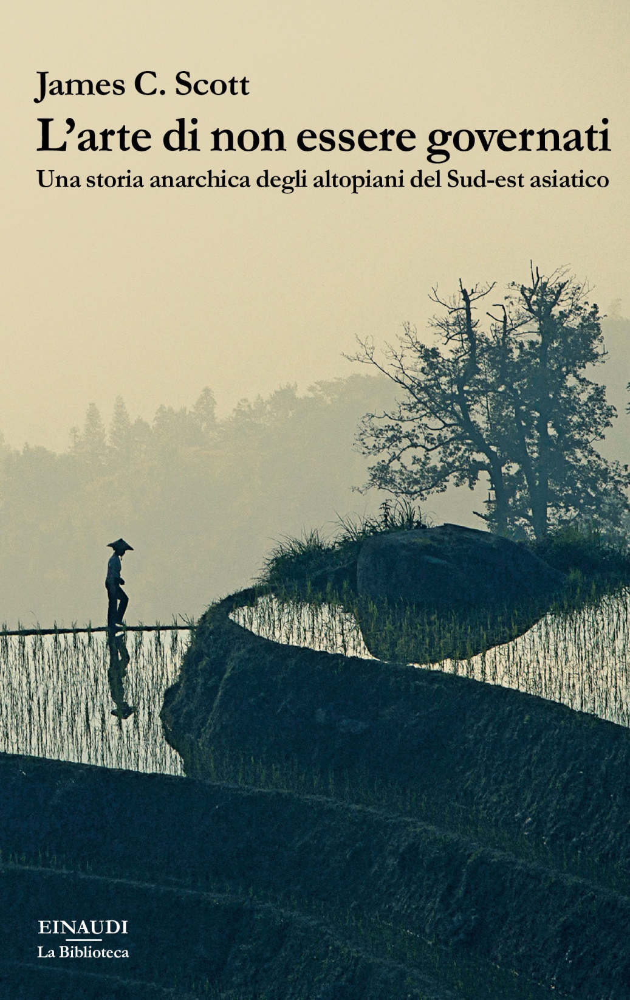 James C. Scott
L’arte di non essere governati
Una storia anarchica degli altopiani del Sud-est asiatico
EINAUDI
La Biblioteca